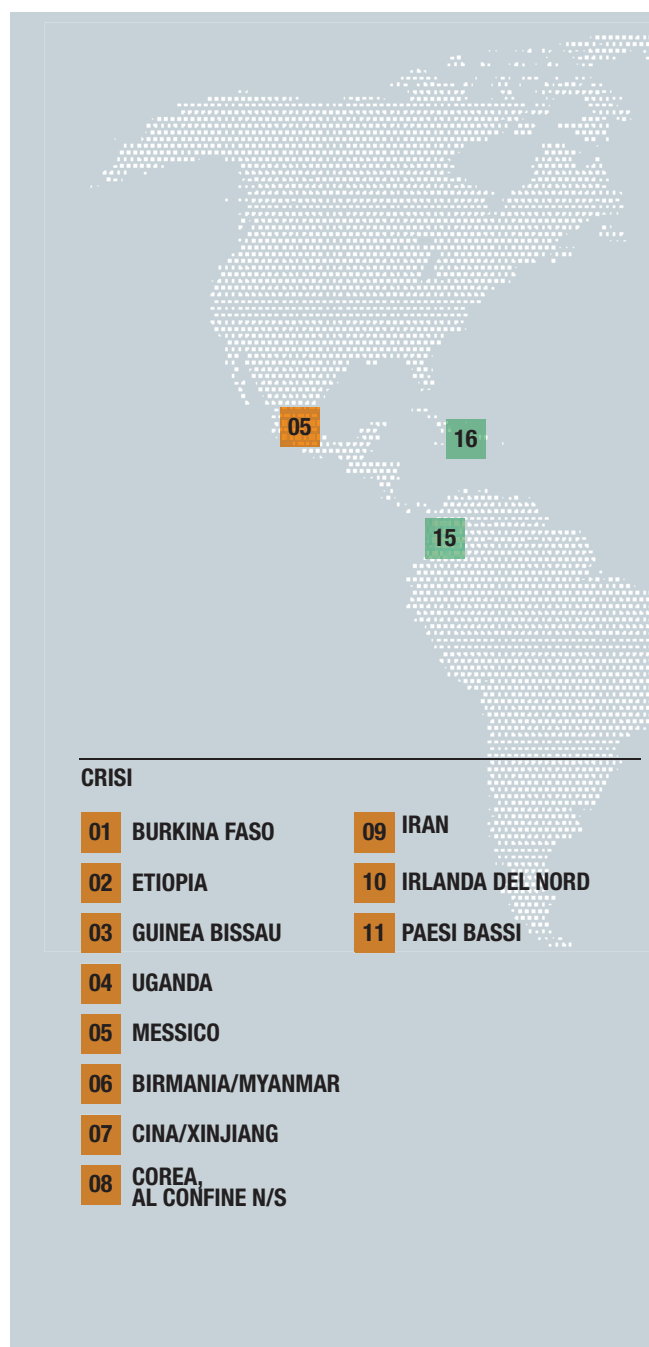 05
16
15
CRISI
01 BURKINA FASO
02 ETIOPIA
03 GUINEA BISSAU
04 UGANDA
05 MESSICO
06 BIRMANIA/MYANMAR
07 CINA/XINJIANG
08 COREA,
AL CONFINE N/S
09 IRAN
10 IRLANDA DEL NORD
11 PAESI BASSI